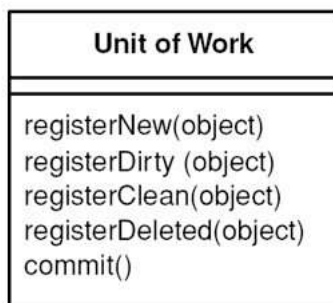 Unit of Work
registerNew(object)
registerDirty (object)
registerClean(object)
registerDeleted(object)
commit()